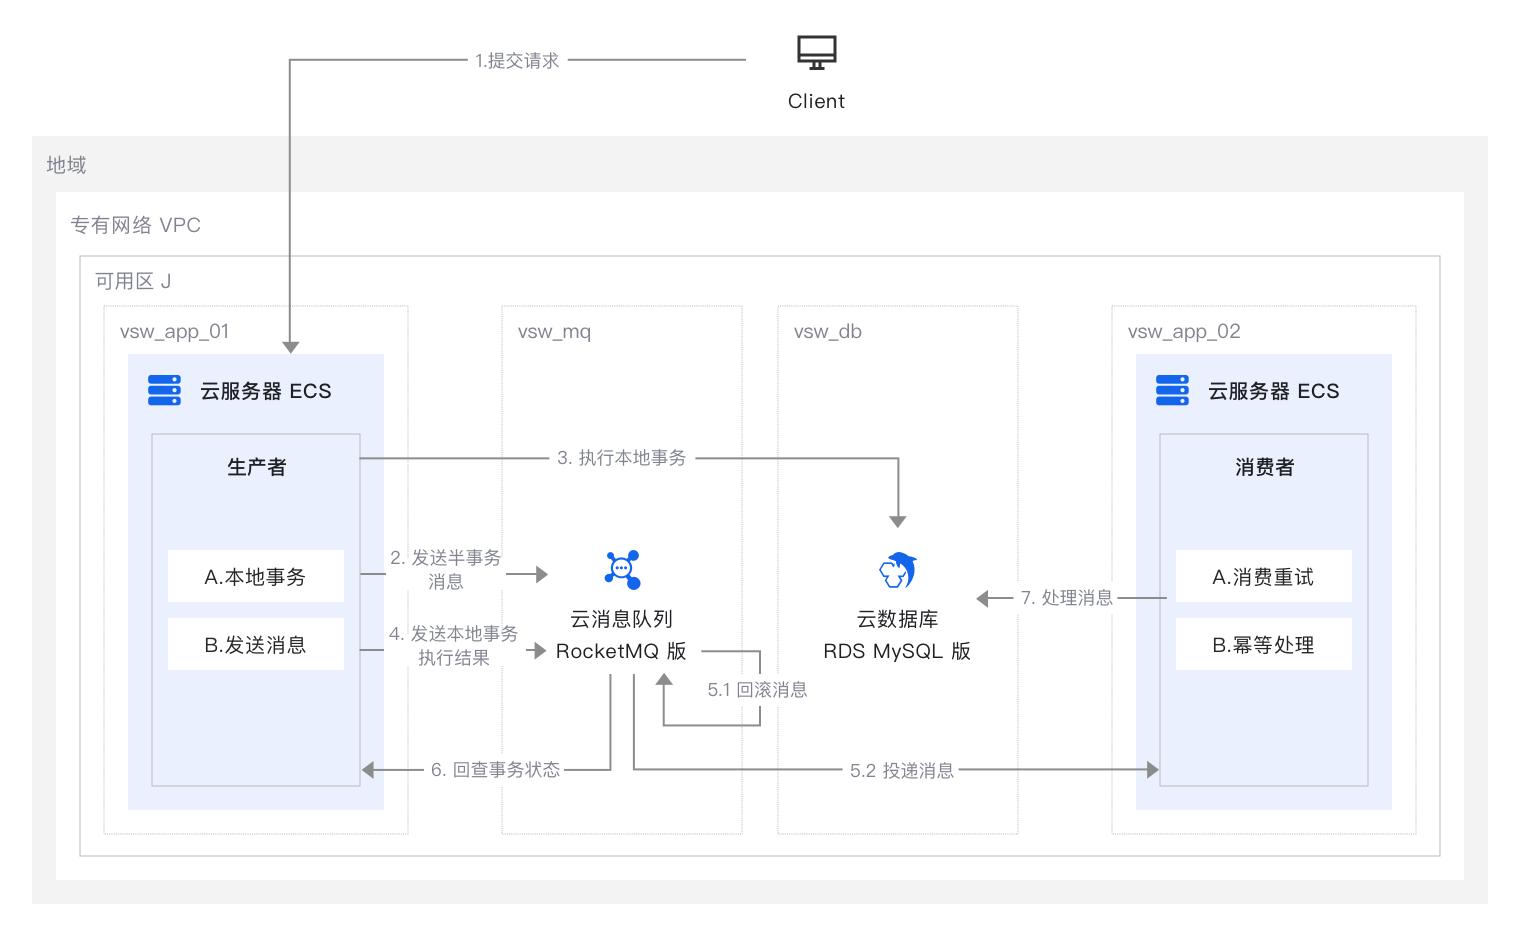 1.提交请求
Client
地域
专有网络 VPC
可用区 J
vsw_app_01
vsw_mq
vsw_db
vsw_app_02
云服务器 ECS
云服务器 ECS
生产者
3. 执行本地事务
消费者
2. 发送半事务
消息
A.本地事务
A.消费重试
7. 处理消息
云消息队列
RocketMQ 版
云数据库
RDS MySQL 版
4. 发送本地事务
执行结果
B.发送消息
B.幂等处理
5.1 回滚消息
6. 回查事务状态
5.2 投递消息